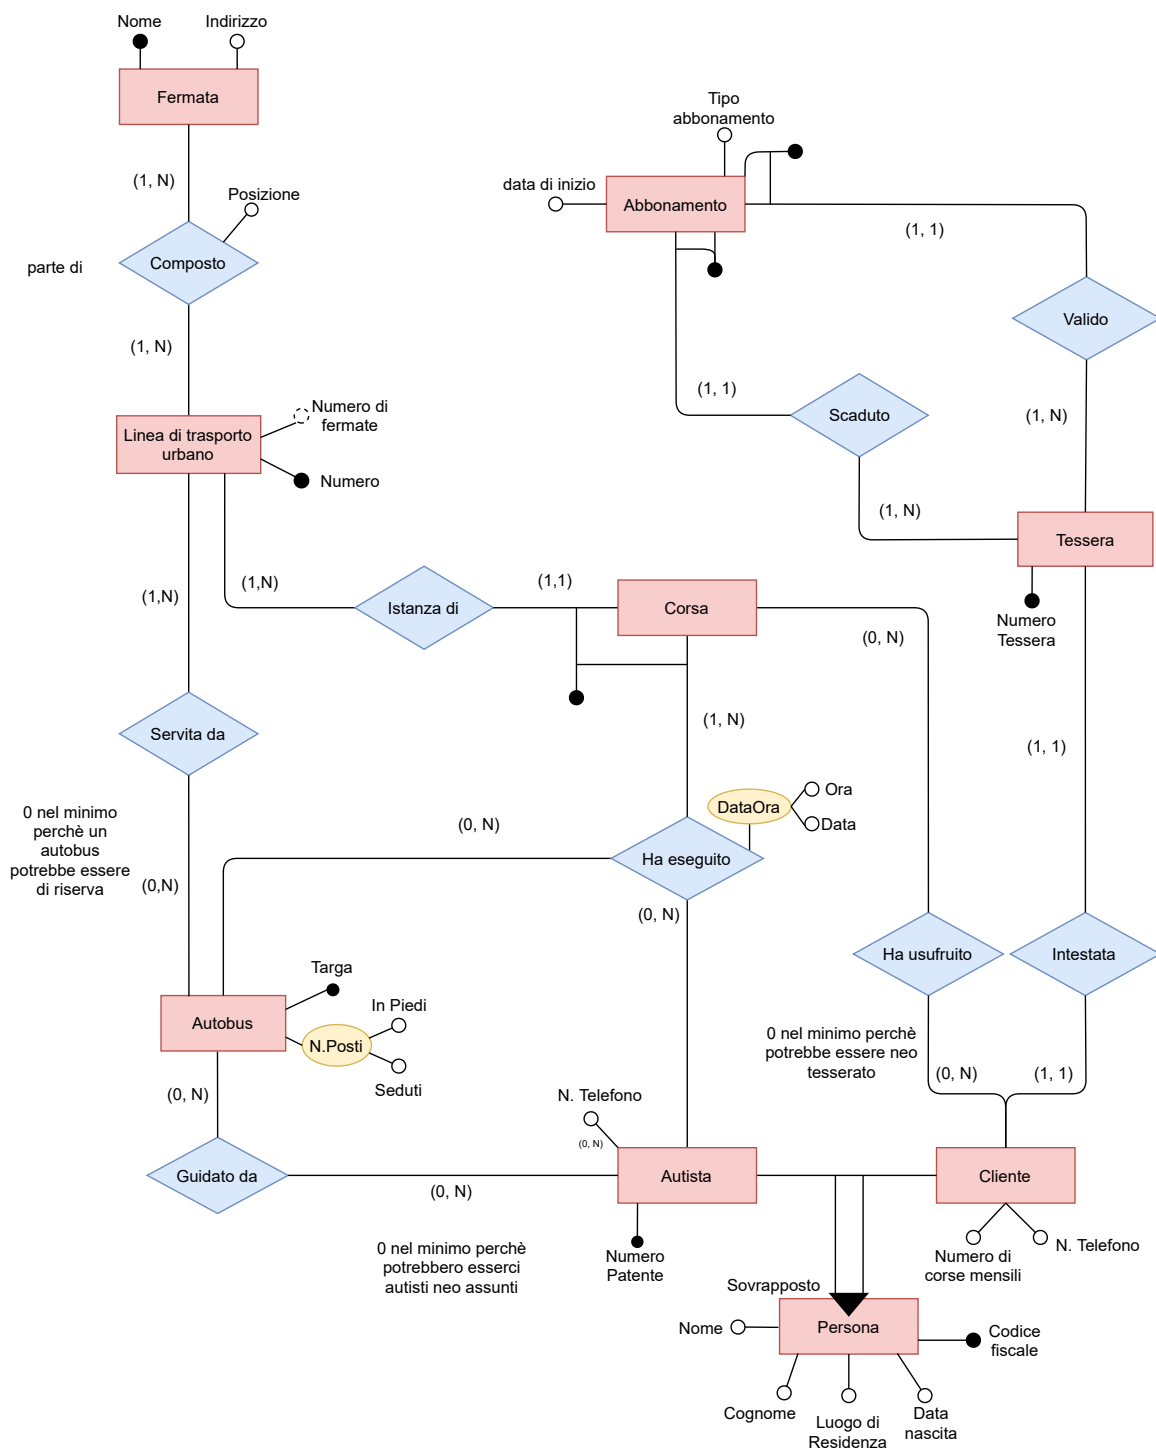 Nome
Indirizzo
Fermata
(1, N)
Posizione
Composto
parte di
(1, N)
Tipo
abbonamento
data di inizio
Abbonamento
(1, 1)
Valido
(1, 1)
Scaduto
(1, N)
(1, N)
Tessera
Numero
Tessera
Numero di
fermate
Linea di trasporto
urbano
Numero
(1,N)
(1,N)
Istanza di
(1,1)
Corsa
(0, N)
(1, N)
(1, 1)
Servita da
0 nel minimo
perchè un
autobus
potrebbe essere
di riserva
(0,N)
(0, N)
DataOra
Ora
Data
Ha eseguito
(0, N)
Ha usufruito
Intestata
Targa
Autobus
In Piedi
N.Posti
Seduti
0 nel minimo perchè
potrebbe essere neo
tesserato
(0, N)
(1, 1)
(0, N)
N. Telefono
(0, N)
Guidato da
(0, N)
Autista
Cliente
Numero
Patente
0 nel minimo perchè
potrebbero esserci
autisti neo assunti
Numero di
corse mensili
N. Telefono
Sovrapposto
Nome
Persona
Codice
fiscale
Cognome
Luogo di
Residenza
Data
nascita